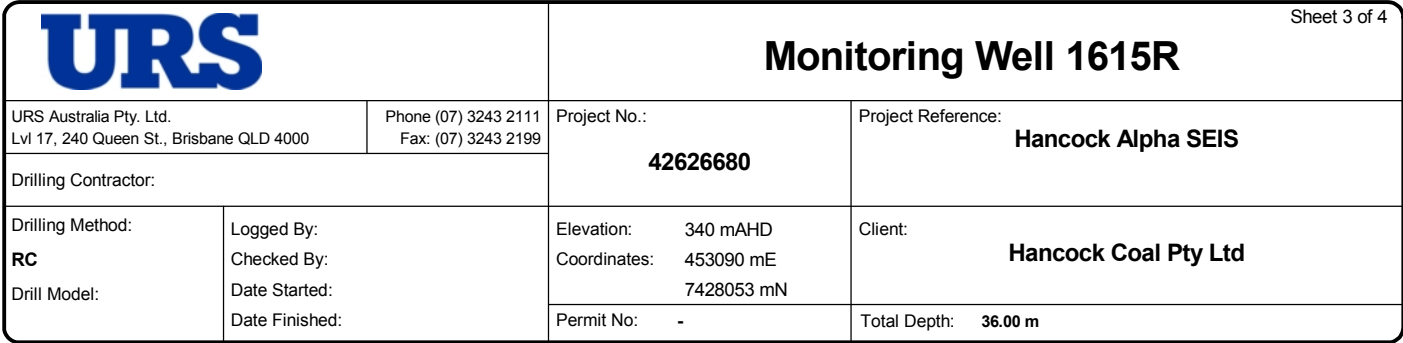 URS
Sheet 3 of 4
Monitoring Well 1615R
URS Australia Pty. Ltd.
Lvl 17, 240 Queen St., Brisbane QLD 4000
Phone (07) 3243 2111
Fax: (07) 3243 2199
Project No.:
42626680
Project Reference:
Hancock Alpha SEIS
Drilling Contractor:
Drilling Method:
RC
Drill Model:
Logged By:
Checked By:
Date Started:
Date Finished:
Elevation: 340 mAHD
Coordinates: 453090 mE
7428053 mN
Permit No: -
Client:
Hancock Coal Pty Ltd
Total Depth: 36.00 m